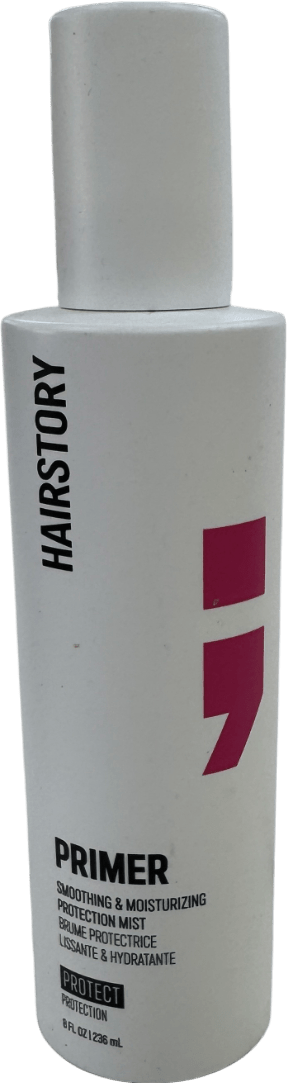 HAIRSTORY
;
PRIMER
SMOOTHING & MOISTURIZING
PROTECTION MIST
BRUME PROTECTRICE
LISSANTE & HYDRATANTE
PROTECT
PROTECTION
8 FL OZ | 236 mL